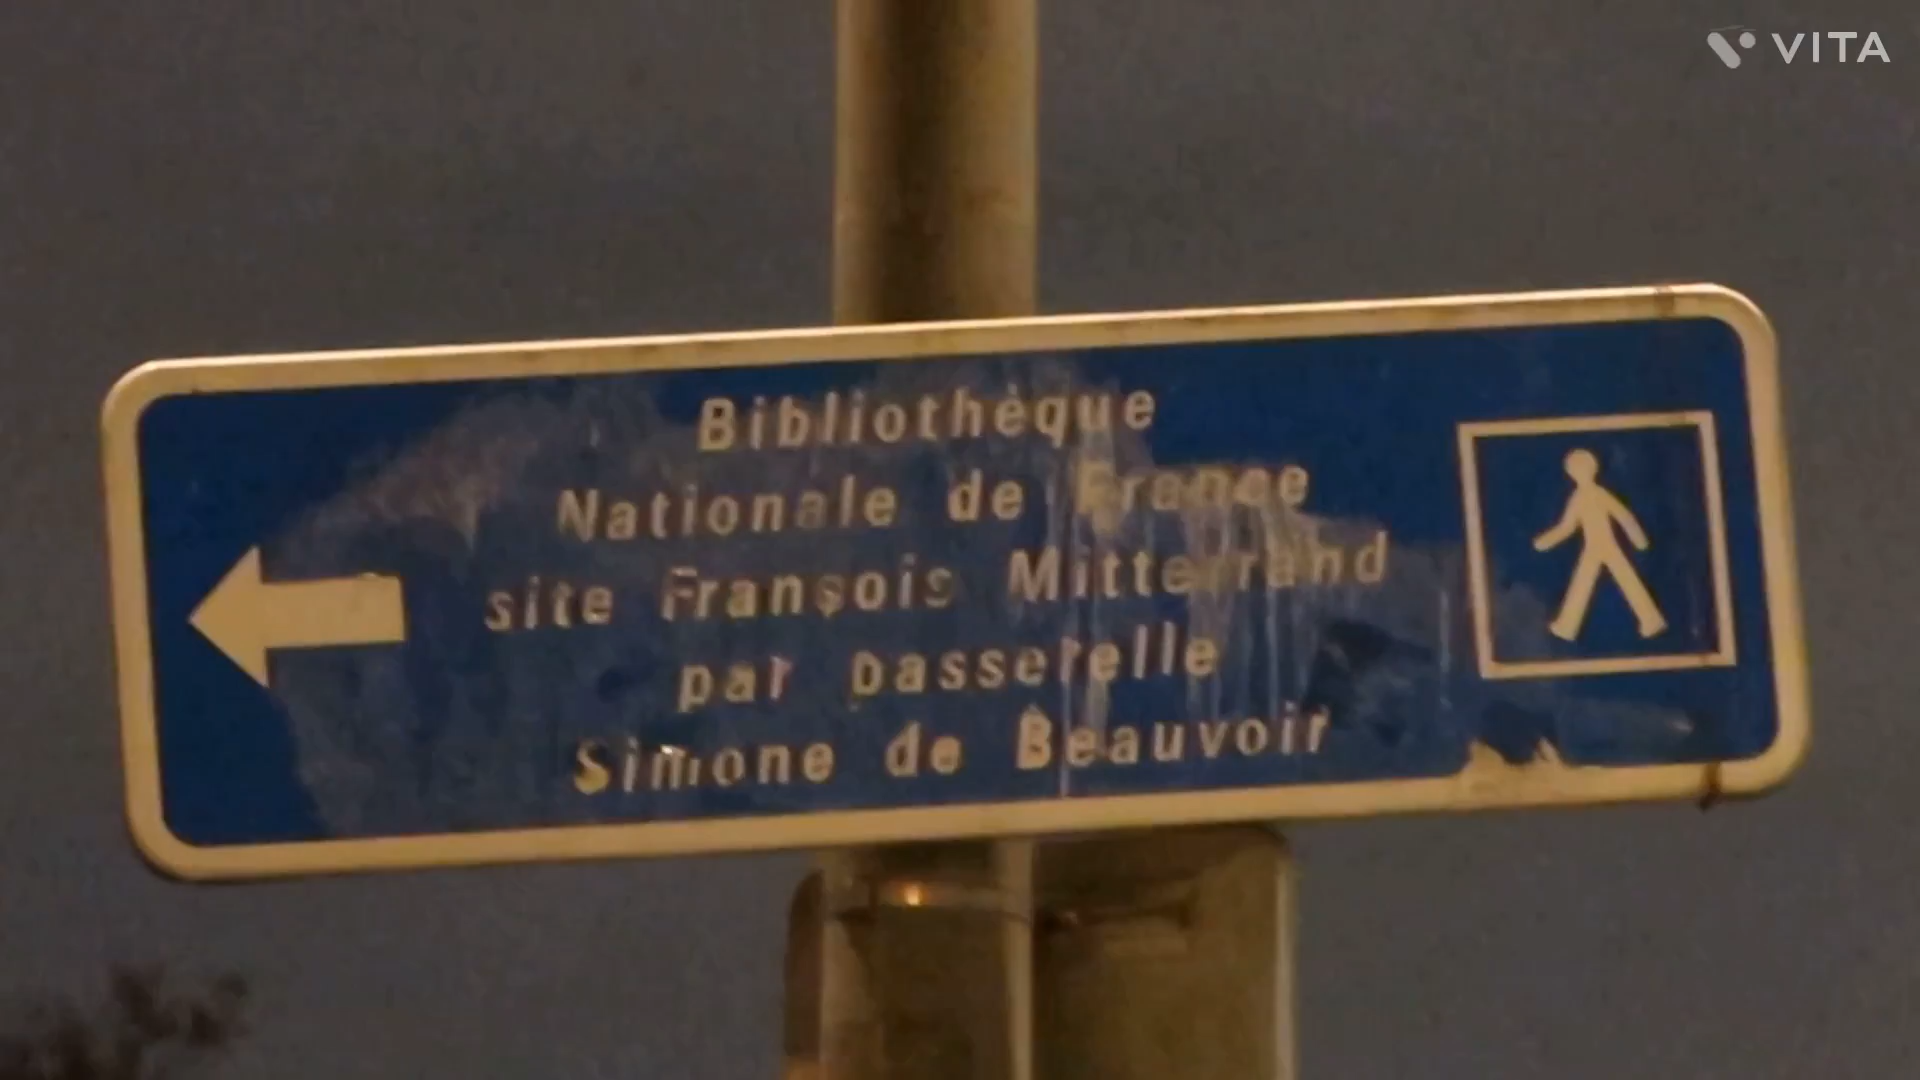 VITA
Bibliothèque
Nationale de France
site François Mitterrand
par passerelle
Simone de Beauvoir